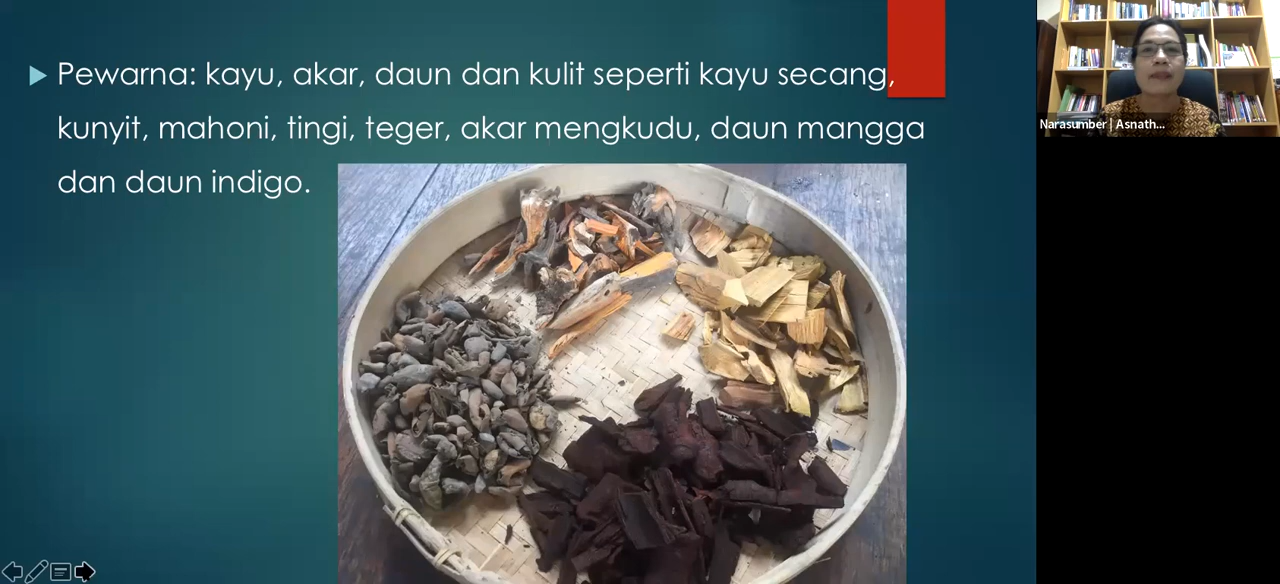 Pewarna: kayu, akar, daun dan kulit seperti kayu secang,
kunyit, mahoni, tingi, teger, akar mengkudu, daun mangga
dan daun indigo.
Narasumber | Asnath...